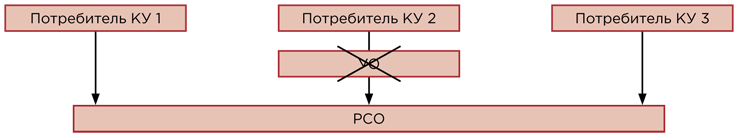 Потребитель КУ 1
Потребитель КУ 2
Потребитель КУ 3
УО
РСО